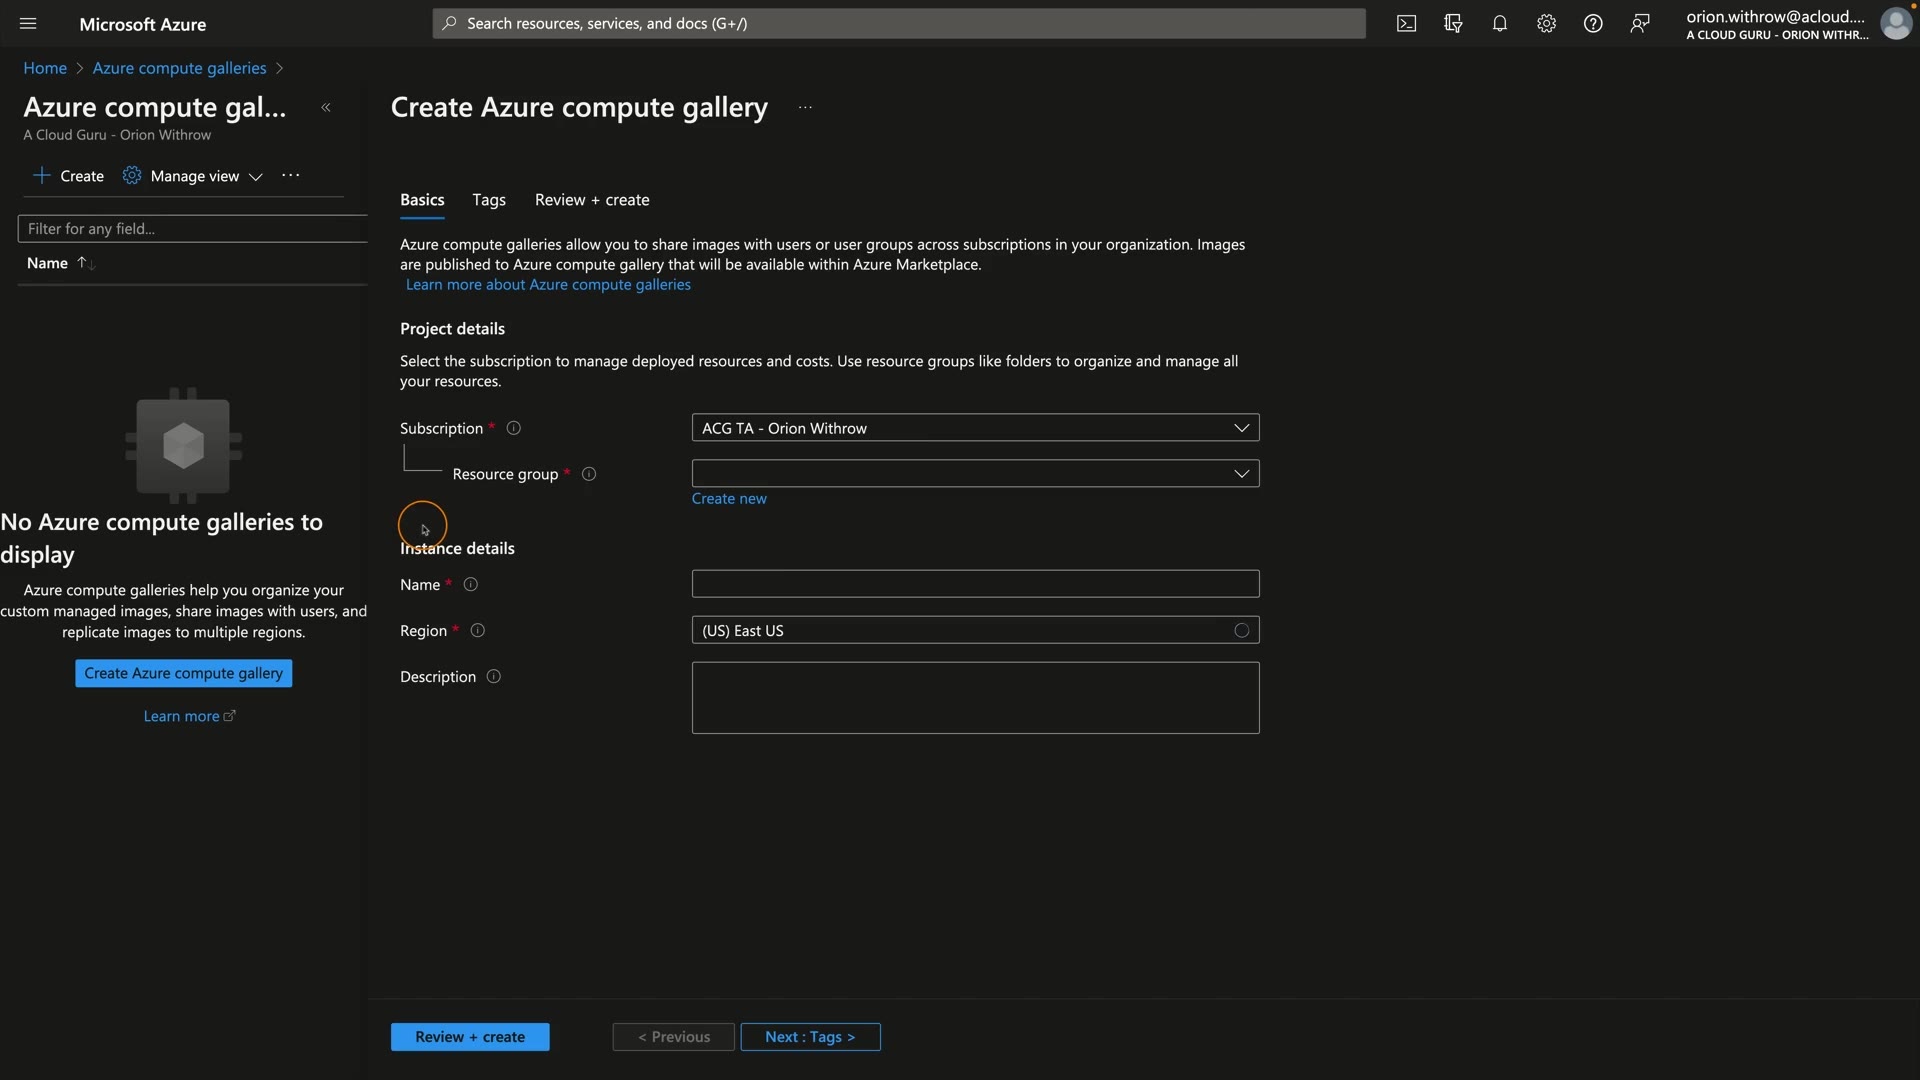 Microsoft Azure
Search resources, services, and docs (G+/)
orion.withrow@acloud....
A CLOUD GURU - ORION WITHR...
Home > Azure compute galleries >
Azure compute gal...
A Cloud Guru - Orion Withrow
Create
Manage view
Filter for any field...
Name
No Azure compute galleries to
display
Azure compute galleries help you organize your
custom managed images, share images with users, and
replicate images to multiple regions.
Create Azure compute gallery
Learn more
Create Azure compute gallery
Basics
Tags
Review + create
Azure compute galleries allow you to share images with users or user groups across subscriptions in your organization. Images
are published to Azure compute gallery that will be available within Azure Marketplace.
Learn more about Azure compute galleries
Project details
Select the subscription to manage deployed resources and costs. Use resource groups like folders to organize and manage all
your resources.
Subscription *
ACG TA - Orion Withrow
Resource group *
Create new
Instance details
Name *
Region *
(US) East US
Description
Review + create
< Previous
Next : Tags >